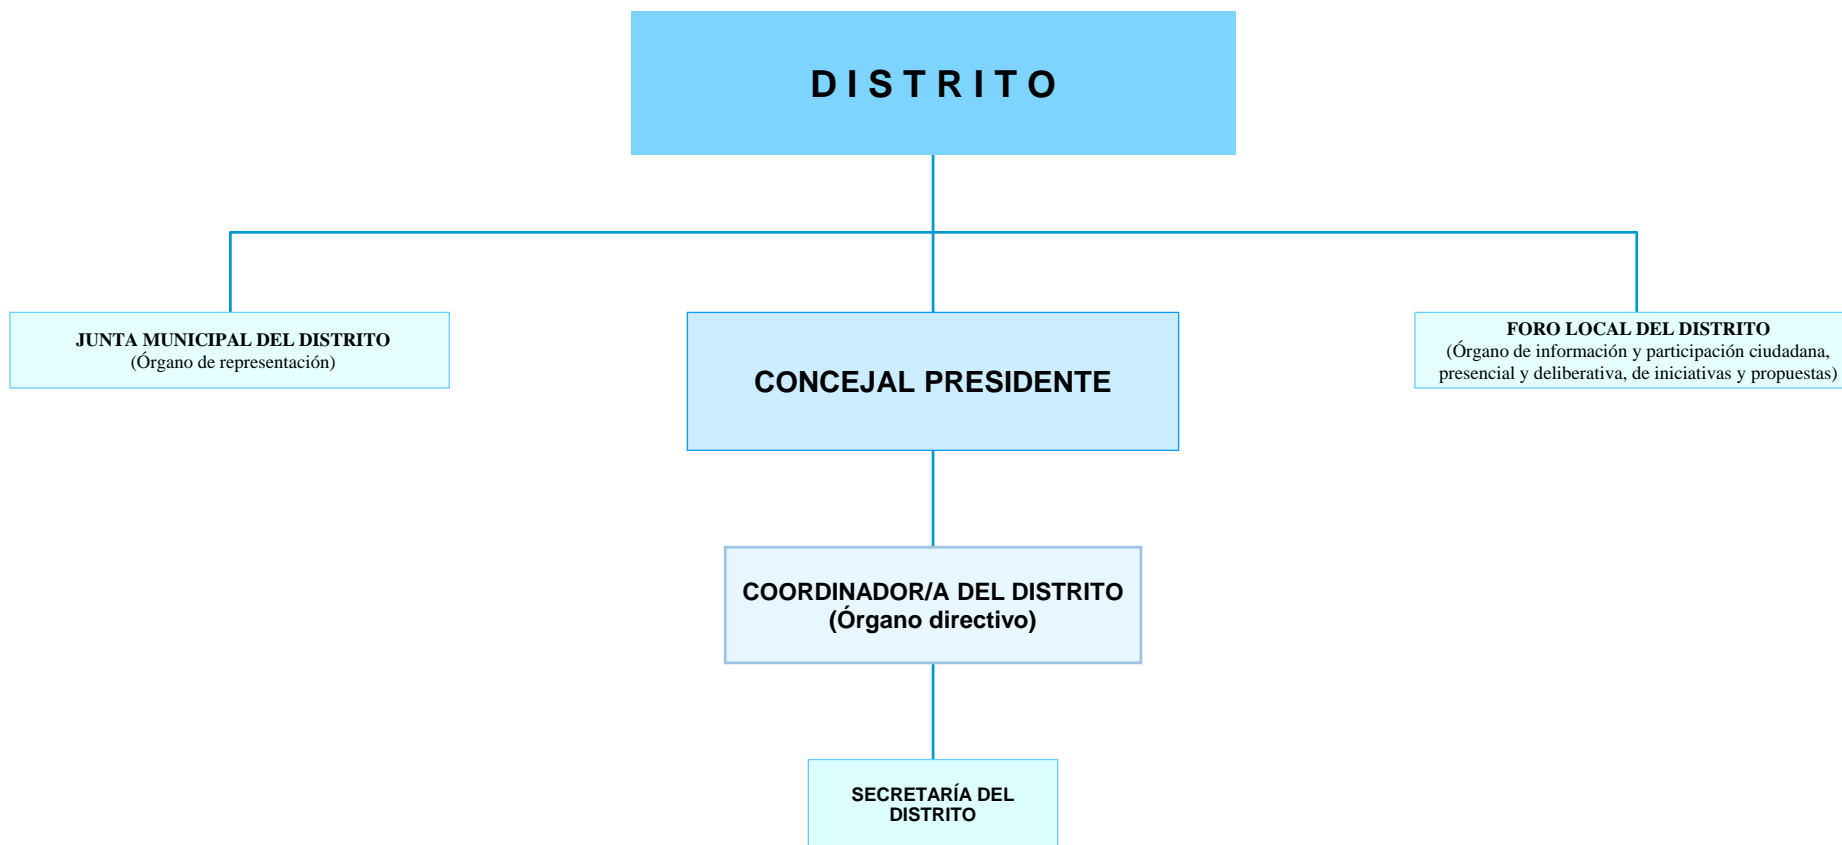 D I S T R I T O
JUNTA MUNICIPAL DEL DISTRITO
(Órgano de representación)
CONCEJAL PRESIDENTE
FORO LOCAL DEL DISTRITO
(Órgano de información y participación ciudadana,
presencial y deliberativa, de iniciativas y propuestas)
COORDINADOR/A DEL DISTRITO
(Órgano directivo)
SECRETARÍA DEL
DISTRITO